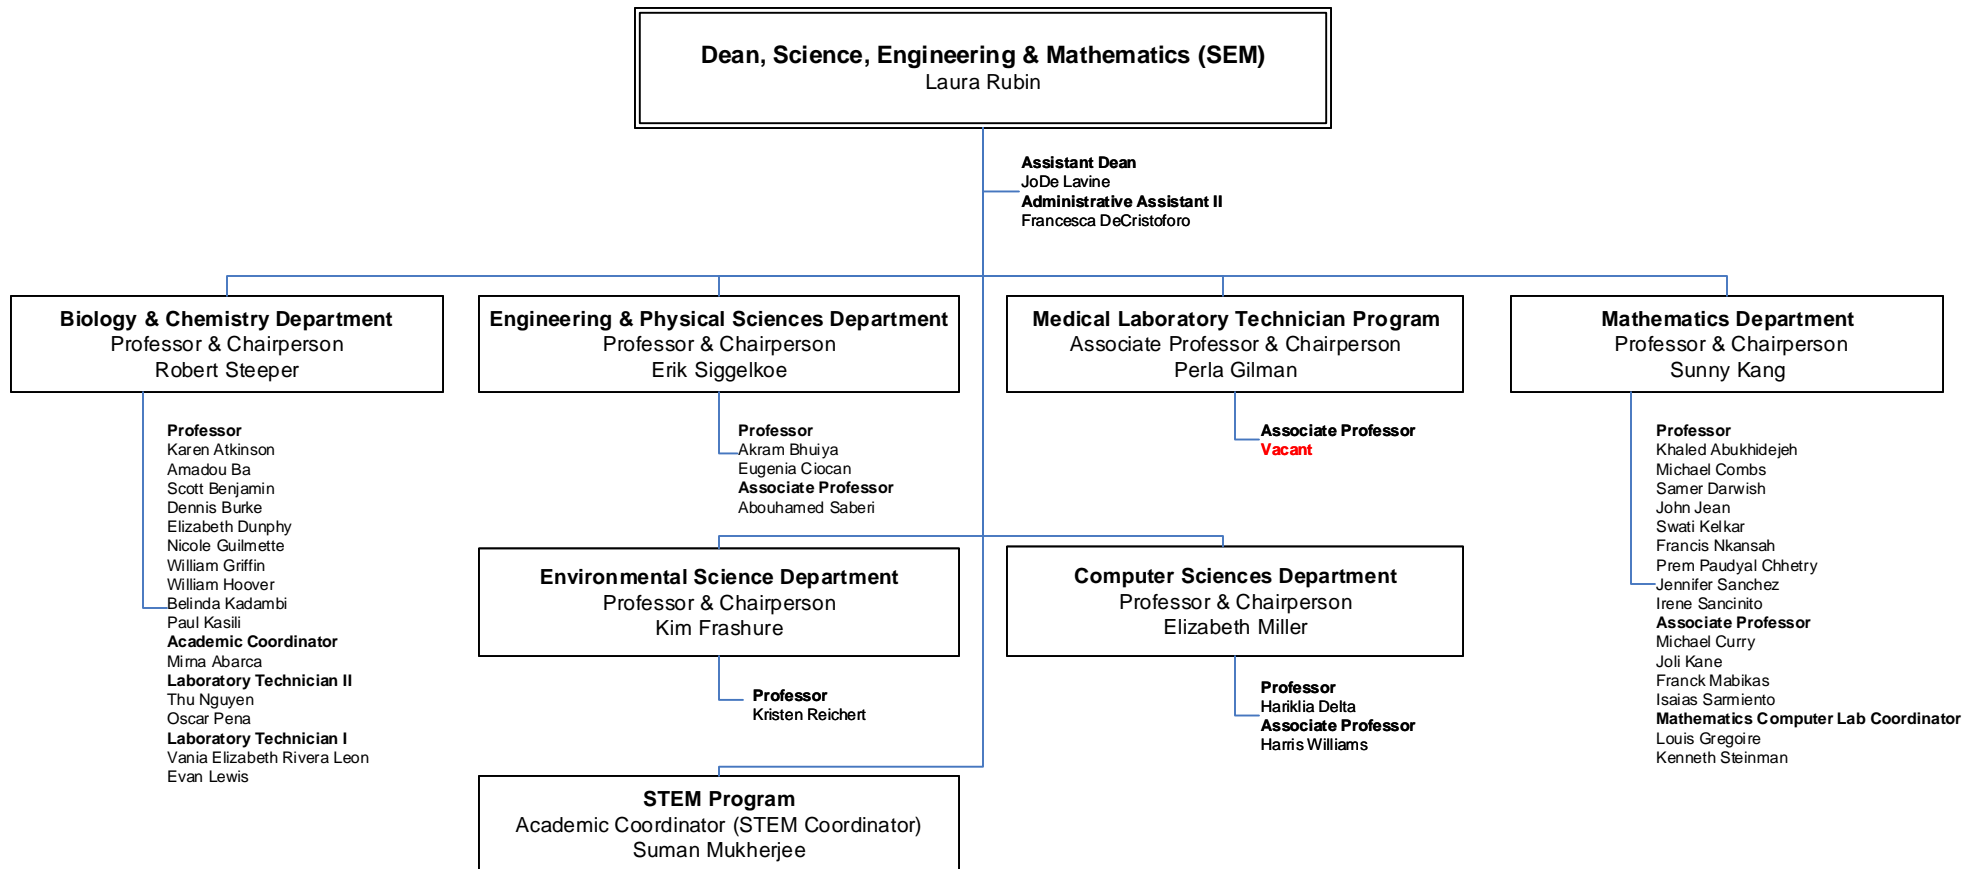 Dean, Science, Engineering & Mathematics (SEM)
Laura Rubin
Assistant Dean
JoDe Lavine
Administrative Assistant II
Francesca DeCristoforo
Biology & Chemistry Department
Professor & Chairperson
Robert Steeper
Professor
Karen Atkinson
Amadou Ba
Scott Benjamin
Dennis Burke
Elizabeth Dunphy
Nicole Guilmette
William Griffin
William Hoover
Belinda Kadambi
Paul Kasili
Academic Coordinator
Mirna Abarca
Laboratory Technician II
Thu Nguyen
Oscar Pena
Laboratory Technician I
Vania Elizabeth Rivera Leon
Evan Lewis
Engineering & Physical Sciences Department
Professor & Chairperson
Erik Siggelkoe
Professor
Akram Bhuiya
Eugenia Ciocan
Associate Professor
Abouhamed Saberi
Medical Laboratory Technician Program
Associate Professor & Chairperson
Perla Gilman
Associate Professor
Vacant
Mathematics Department
Professor & Chairperson
Sunny Kang
Professor
Khaled Abukhidejeh
Michael Combs
Samer Darwish
John Jean
Swati Kelkar
Francis Nkansah
Prem Paudyal Chhetry
Jennifer Sanchez
Irene Sancinito
Associate Professor
Michael Curry
Joli Kane
Franck Mabikas
Isaias Sarmiento
Mathematics Computer Lab Coordinator
Louis Gregoire
Kenneth Steinman
Environmental Science Department
Professor & Chairperson
Kim Frashure
Professor
Kristen Reichert
Computer Sciences Department
Professor & Chairperson
Elizabeth Miller
Professor
Hariklia Delta
Associate Professor
Harris Williams
STEM Program
Academic Coordinator (STEM Coordinator)
Suman Mukherjee